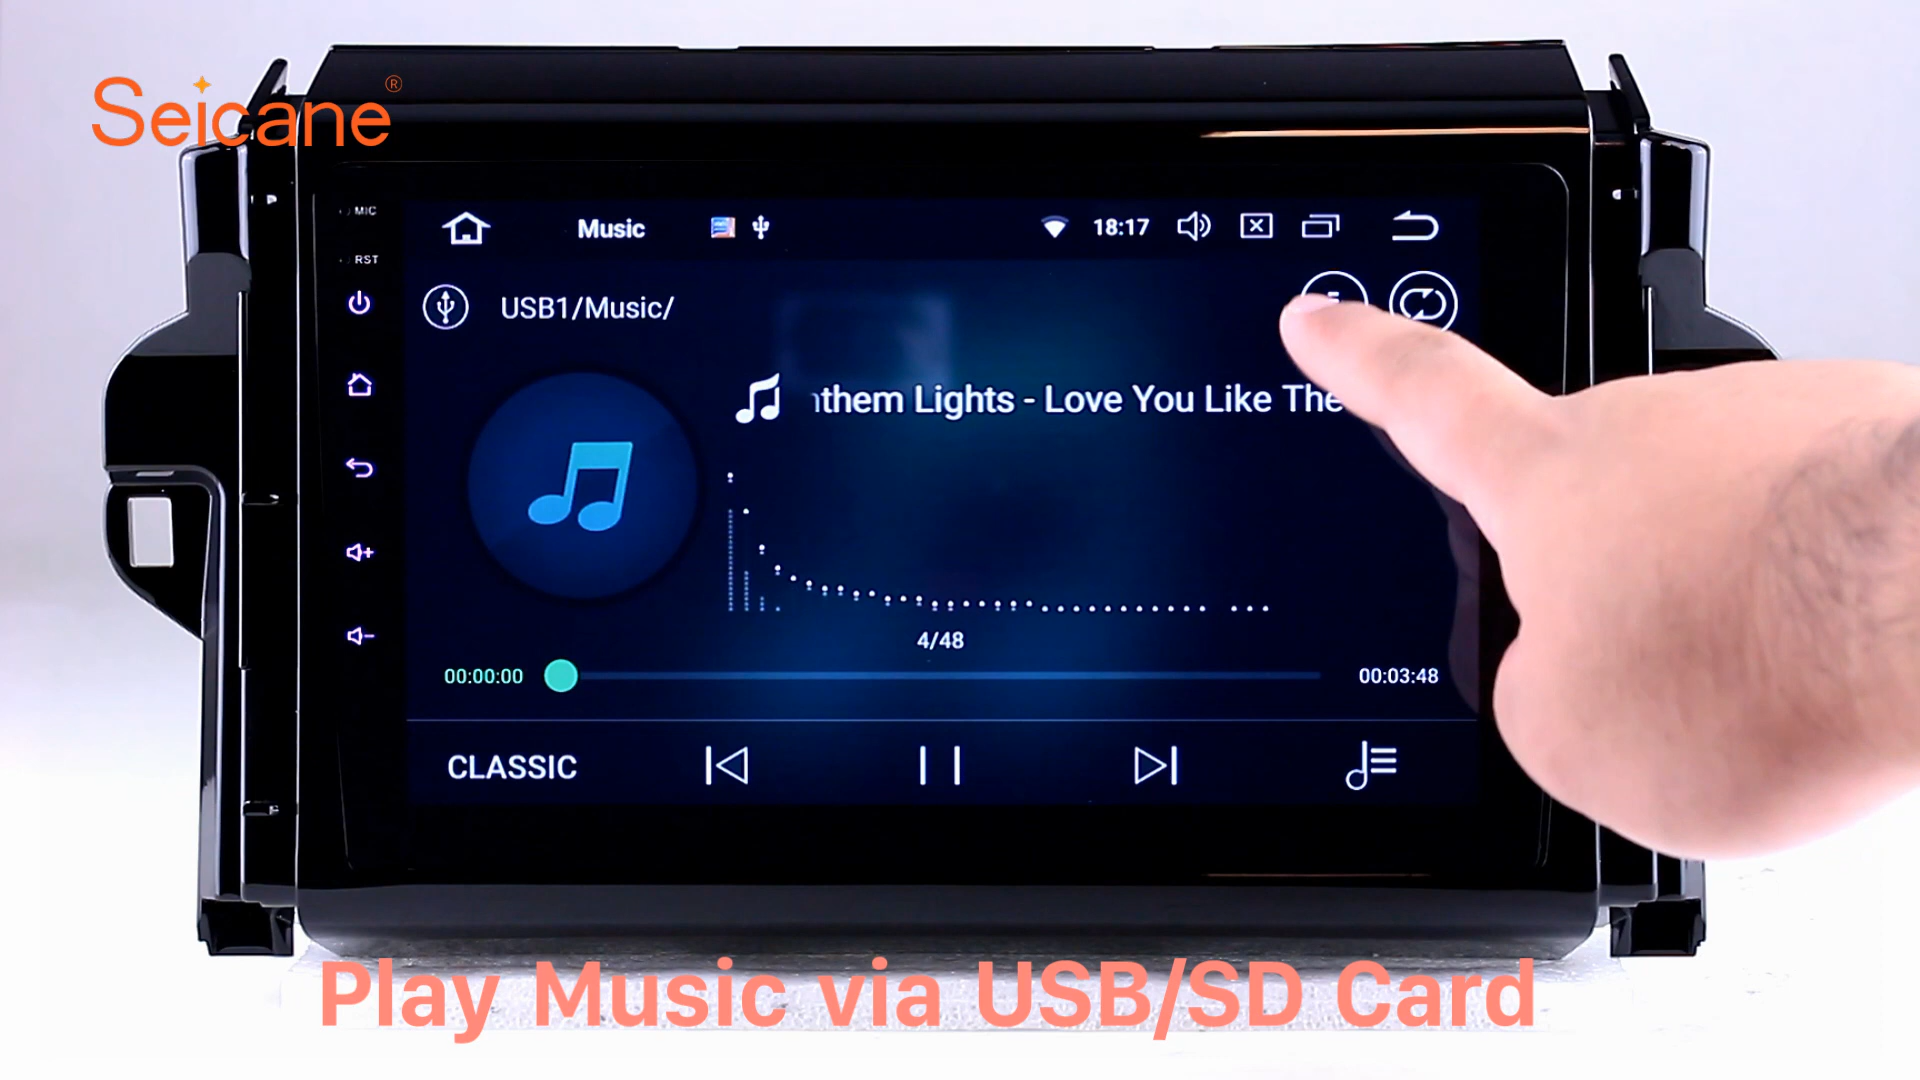 Seicane®
MIC
RST
Music
18:17
USB1/Music/
nthem Lights - Love You Like The
4/48
00:00:00
00:03:48
CLASSIC
Play Music via USB/SD Card